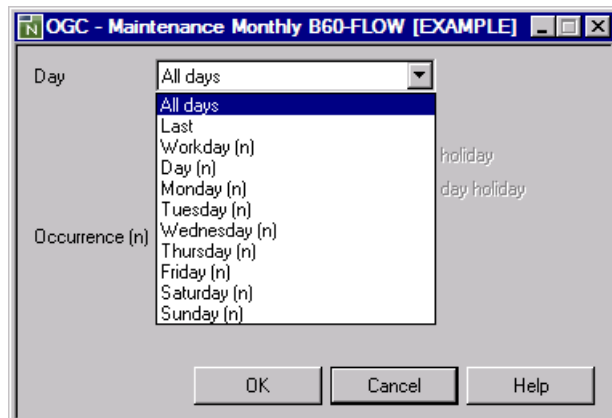 OGC - Maintenance Monthly B60-FLOW [EXAMPLE]
Day
All days
All days
Last
Workday (n)
holiday
Day (n)
Monday (n)
day holiday
Tuesday (n)
Occurrence (n)
Wednesday (n)
Thursday (n)
Friday (n)
Saturday (n)
Sunday (n)
OK
Cancel
Help